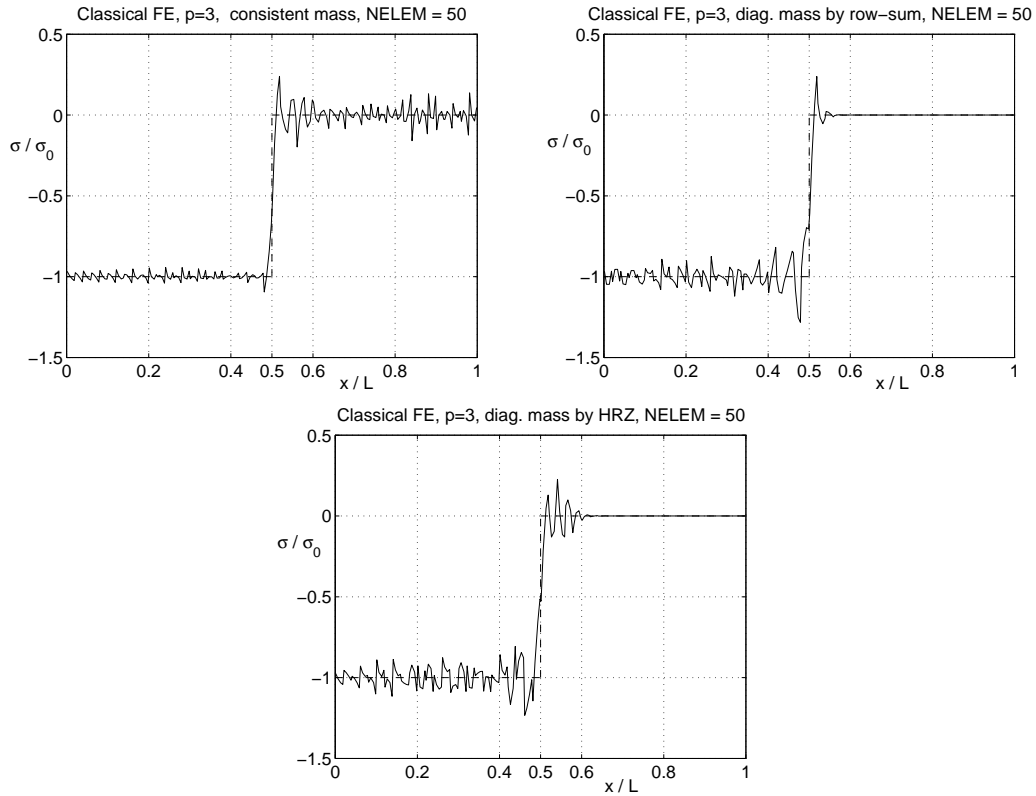 Classical FE, p=3, consistent mass, NELEM = 50
0.5
0
σ / σ0
−0.5
−1
−1.5
0 0.2 0.4 0.5 0.6 0.8 1
x / L
Classical FE, p=3, diag. mass by row−sum, NELEM = 50
0.5
0
σ / σ0
−0.5
−1
−1.5
0 0.2 0.4 0.5 0.6 0.8 1
x / L
Classical FE, p=3, diag. mass by HRZ, NELEM = 50
0.5
0
σ / σ0
−0.5
−1
−1.5
0 0.2 0.4 0.5 0.6 0.8 1
x / L